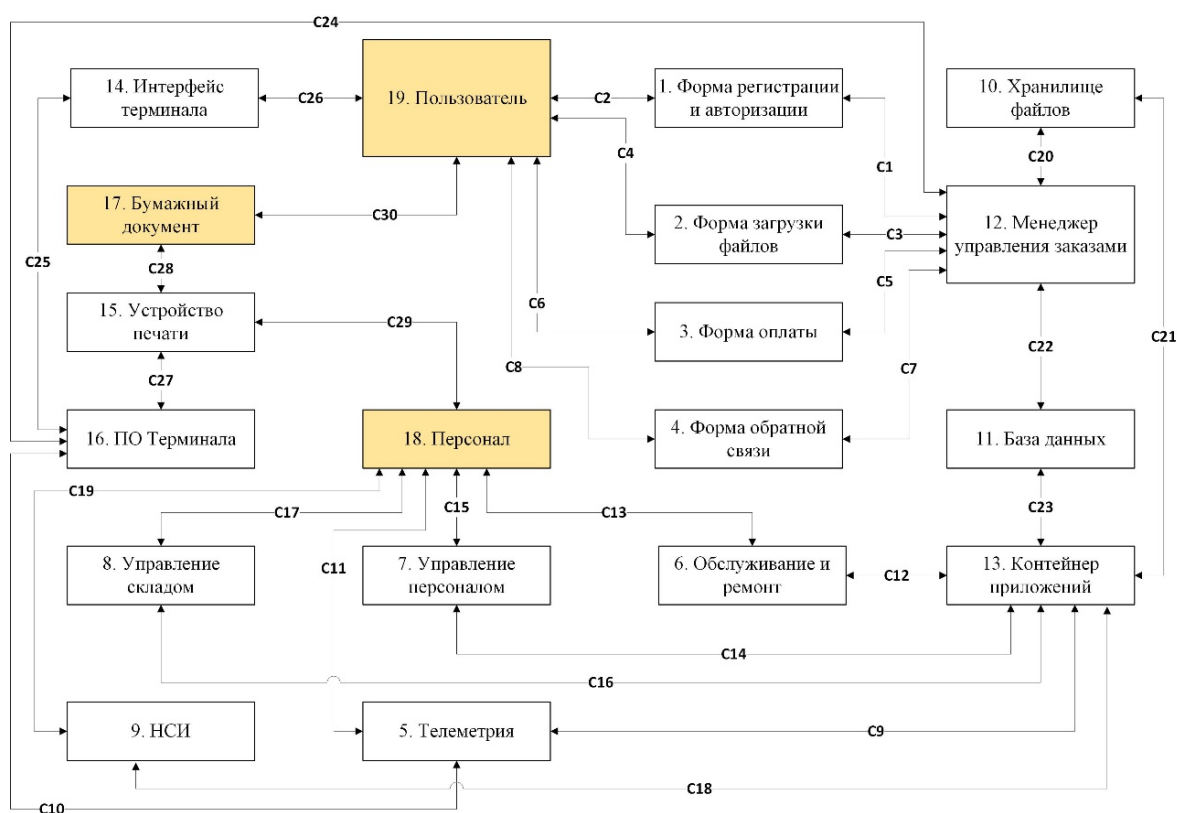 C24
14. Интерфейс
терминала
C26
19. Пользователь
C2
1. Форма регистрации
и авторизации
10. Хранилище
файлов
C4
C1
C20
17. Бумажный
документ
C30
2. Форма загрузки
файлов
C3
12. Менеджер
управления заказами
C25
C28
C5
C6
15. Устройство
печати
C29
3. Форма оплаты
C27
C8
C7
C22
C21
16. ПО Терминала
18. Персонал
4. Форма обратной
связи
11. База данных
C19
C17
C15
C13
C23
C11
8. Управление
складом
7. Управление
персоналом
6. Обслуживание и
ремонт
C12
13. Контейнер
приложений
C14
C16
9. НСИ
5. Телеметрия
C9
C18
C10